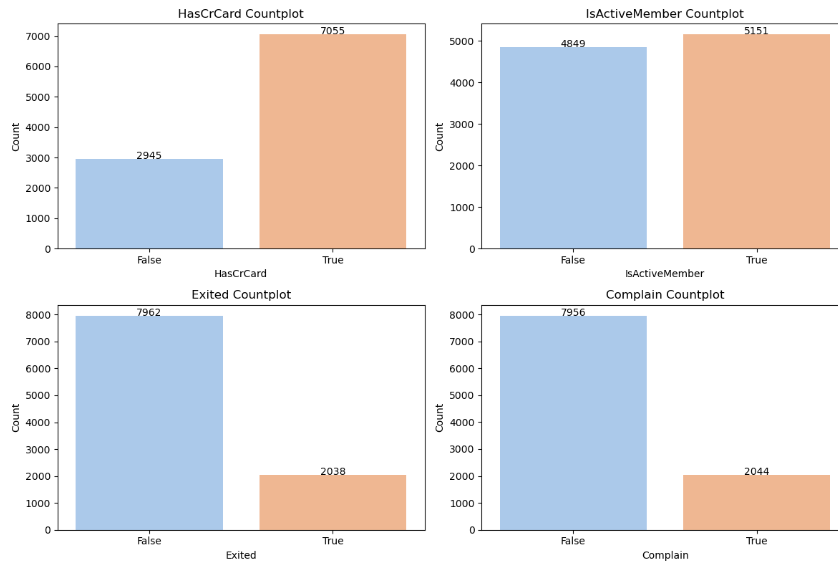 HasCrCard Countplot
7000
6000
5000
4000
3000
2000
1000
0
Count
2945
7055
False
True
HasCrCard
IsActiveMember Countplot
5000
4000
3000
2000
1000
0
Count
4849
5151
False
True
IsActiveMember
Exited Countplot
8000
7000
6000
5000
4000
3000
2000
1000
0
Count
7962
2038
False
True
Exited
Complain Countplot
8000
7000
6000
5000
4000
3000
2000
1000
0
Count
7956
2044
False
True
Complain